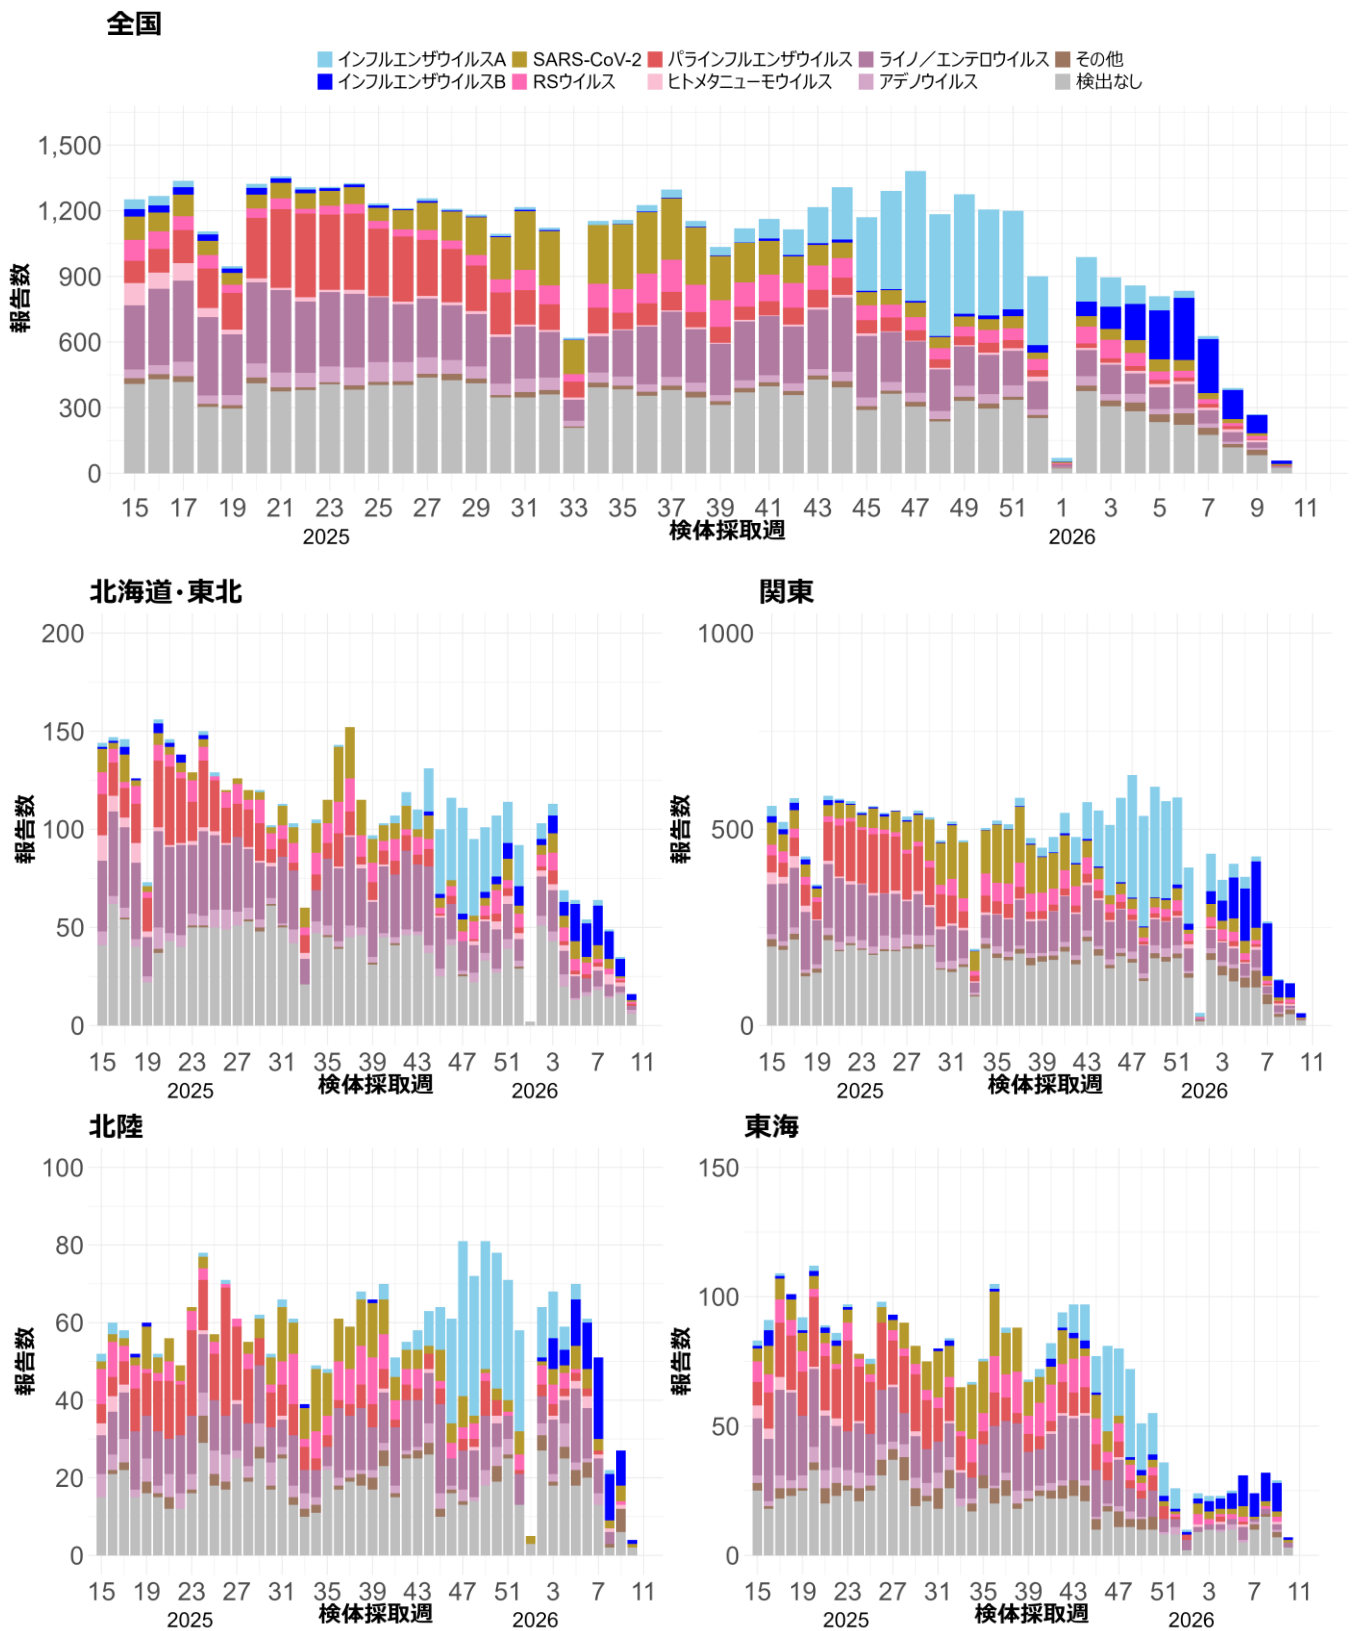 全国
インフルエンザウイルスA SARS-CoV-2 パラインフルエンザウイルス ライノ／エンテロウイルス その他
インフルエンザウイルスB RSウイルス ヒトメタニューモウイルス アデノウイルス 検出なし
報告数
1,500
1,200
900
600
300
0
15 17 19 21 23 25 27 29 31 33 35 37 39 41 43 45 47 49 51 1 3 5 7 9 11
2025 検体採取週 2026
北海道・東北
報告数
200
150
100
50
0
15 19 23 27 31 35 39 43 47 51 3 7 11
2025 検体採取週 2026
関東
報告数
1000
500
0
15 19 23 27 31 35 39 43 47 51 3 7 11
2025 検体採取週 2026
北陸
報告数
100
80
60
40
20
0
15 19 23 27 31 35 39 43 47 51 3 7 11
2025 検体採取週 2026
東海
報告数
150
100
50
0
15 19 23 27 31 35 39 43 47 51 3 7 11
2025 検体採取週 2026